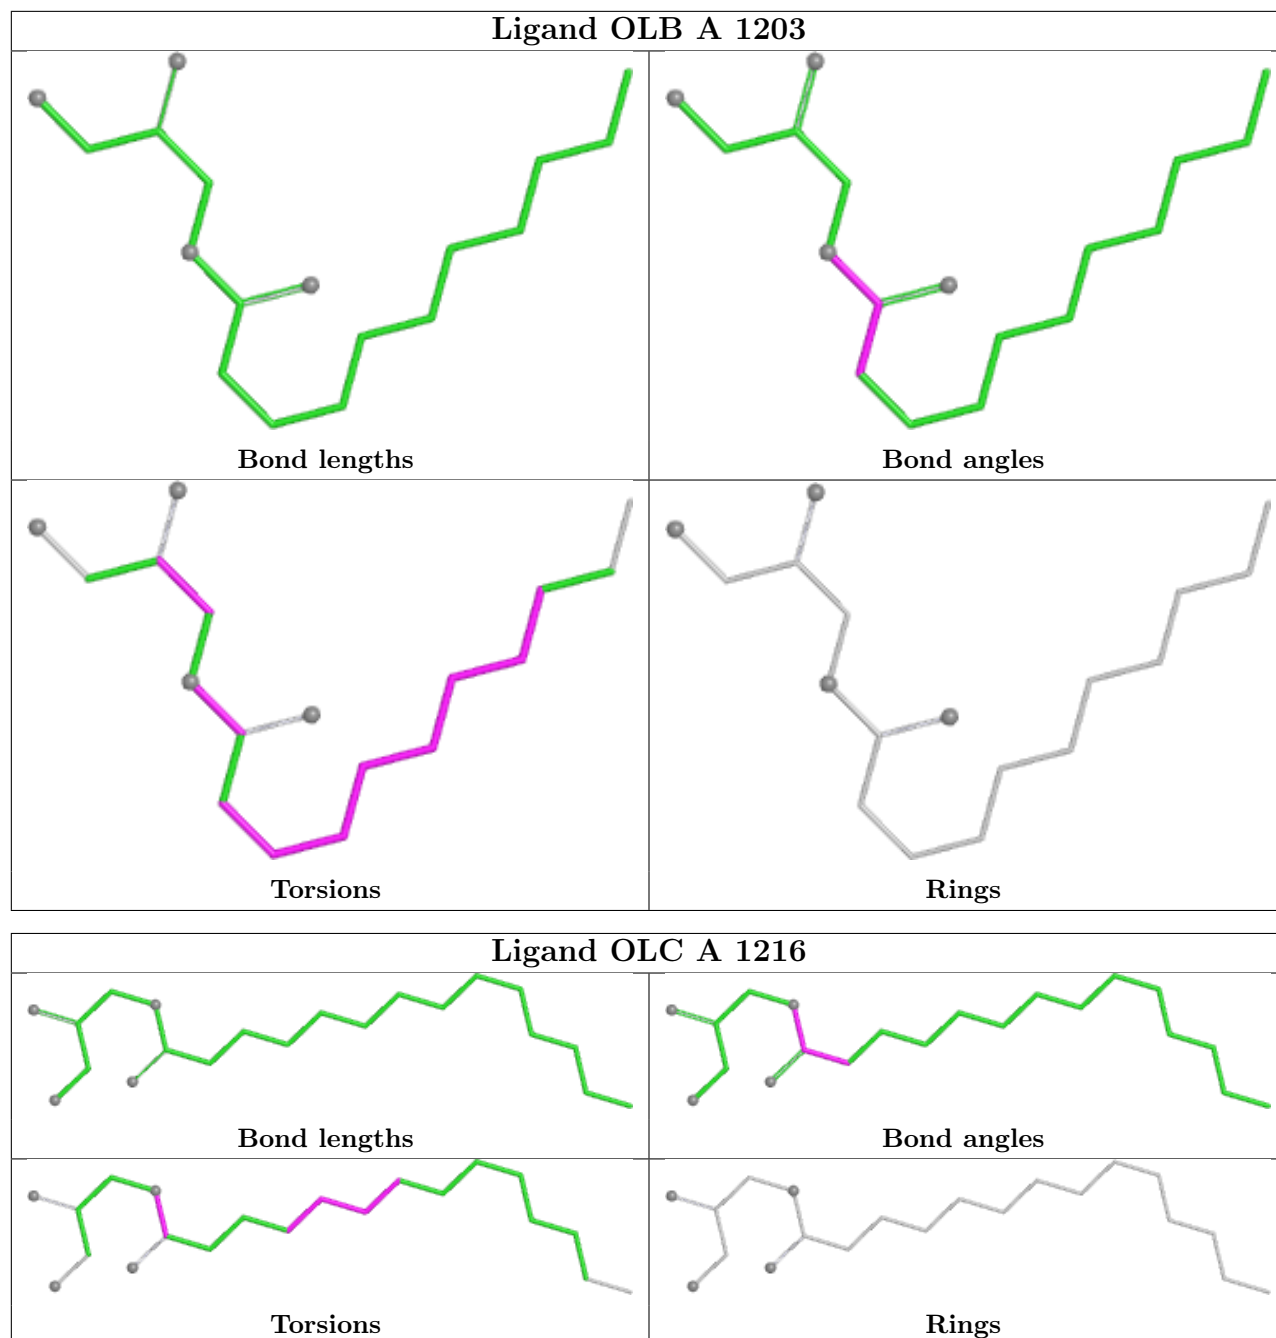 Ligand OLB A 1203
Bond lengths
Bond angles
Torsions
Rings
Ligand OLC A 1216
Bond lengths
Bond angles
Torsions
Rings